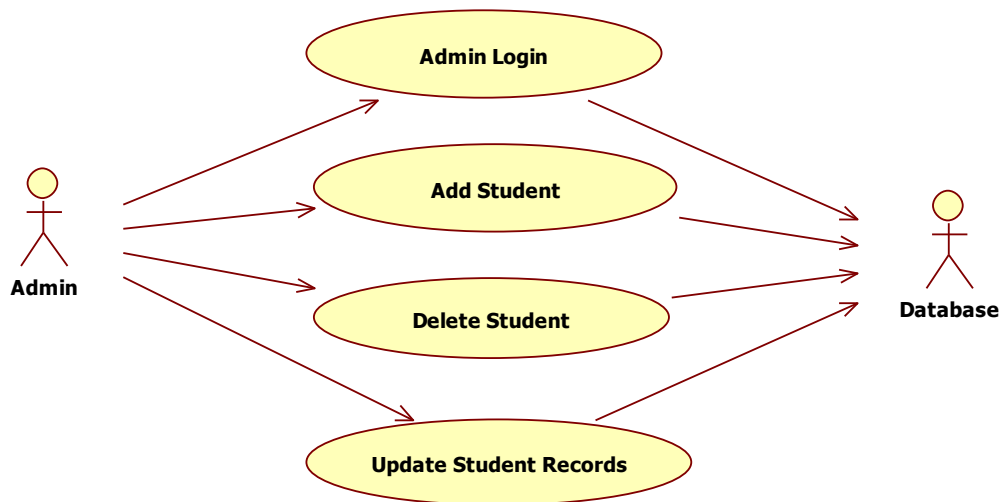 Admin Login
Add Student
Admin
Delete Student
Database
Update Student Records